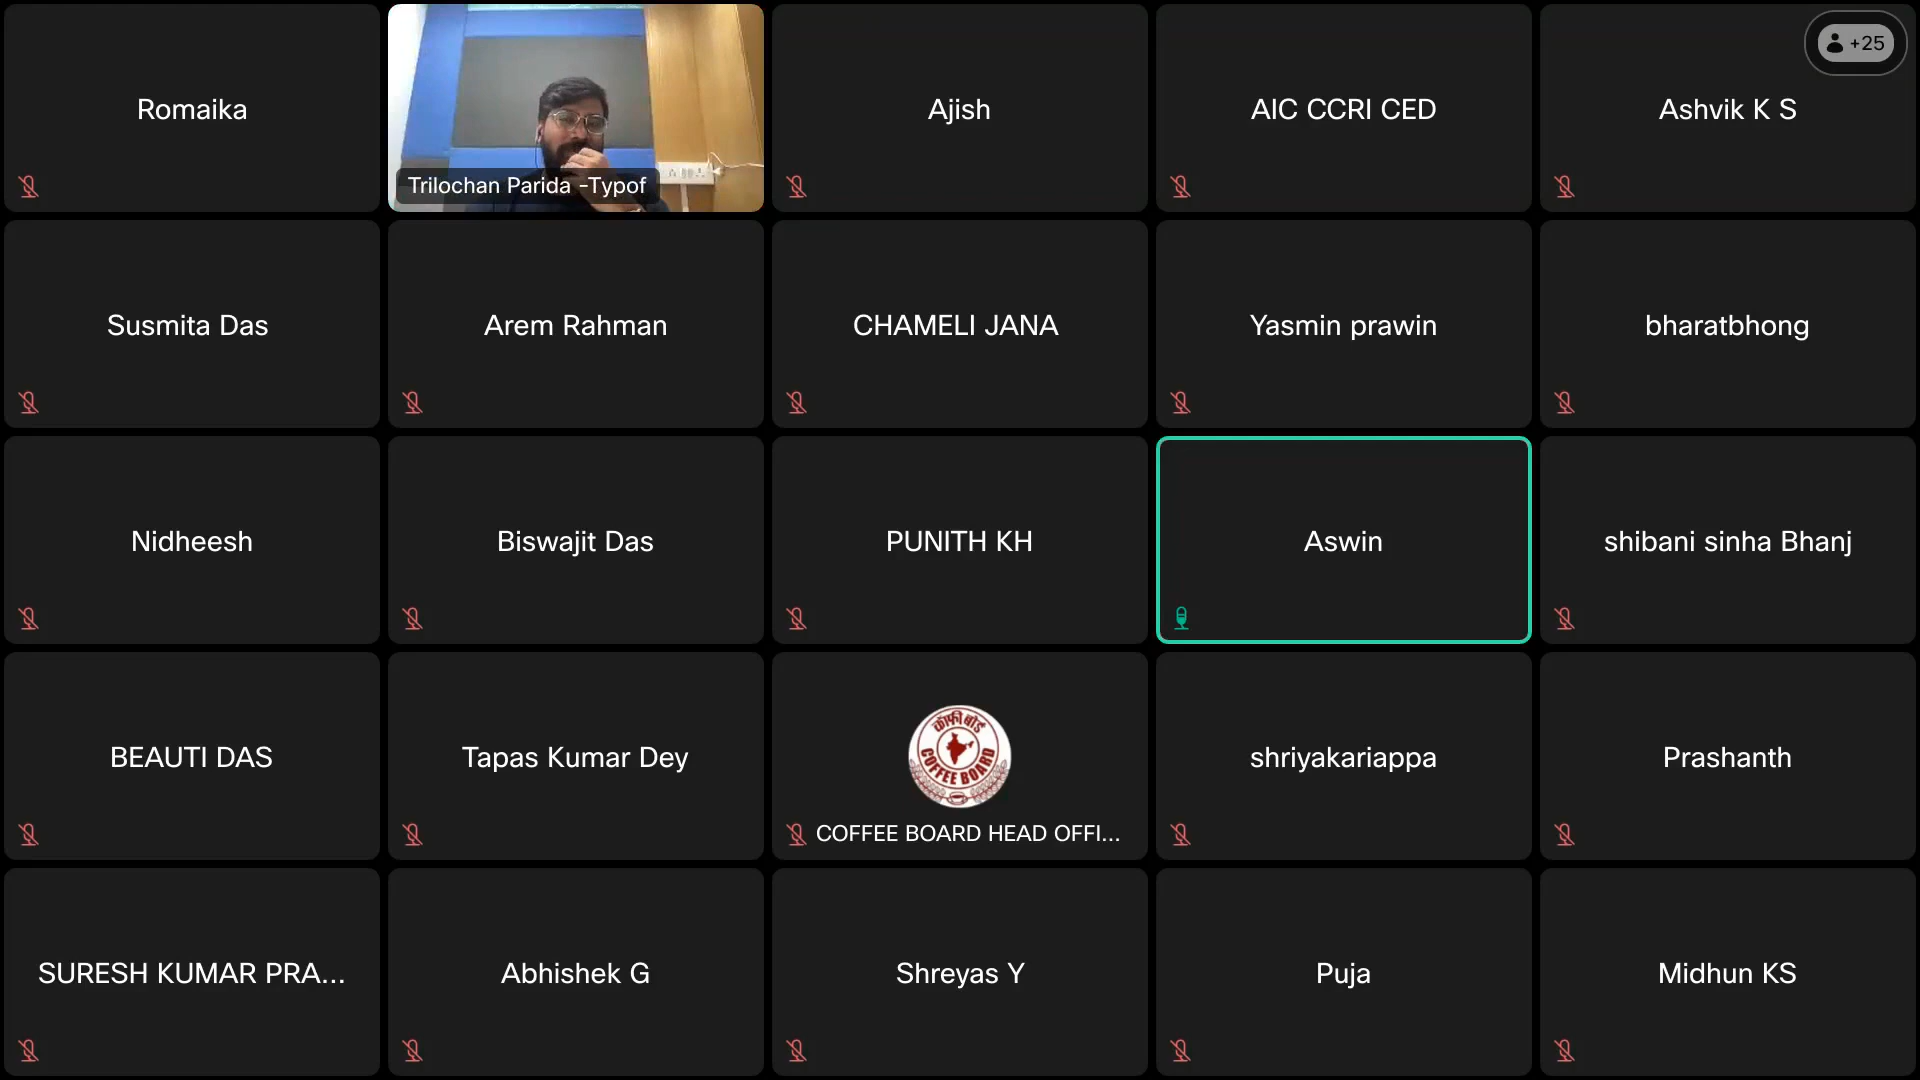 Romaika
Trilochan Parida -Typof
Ajish
AIC CCRI CED
Ashvik K S
+25
Susmita Das
Arem Rahman
CHAMELI JANA
Yasmin prawin
bharatbhong
Nidheesh
Biswajit Das
PUNITH KH
Aswin
shibani sinha Bhanj
BEAUTI DAS
Tapas Kumar Dey
कॉफी बोर्ड
COFFEE BOARD
COFFEE BOARD HEAD OFFI...
shriyakariappa
Prashanth
SURESH KUMAR PRA...
Abhishek G
Shreyas Y
Puja
Midhun KS